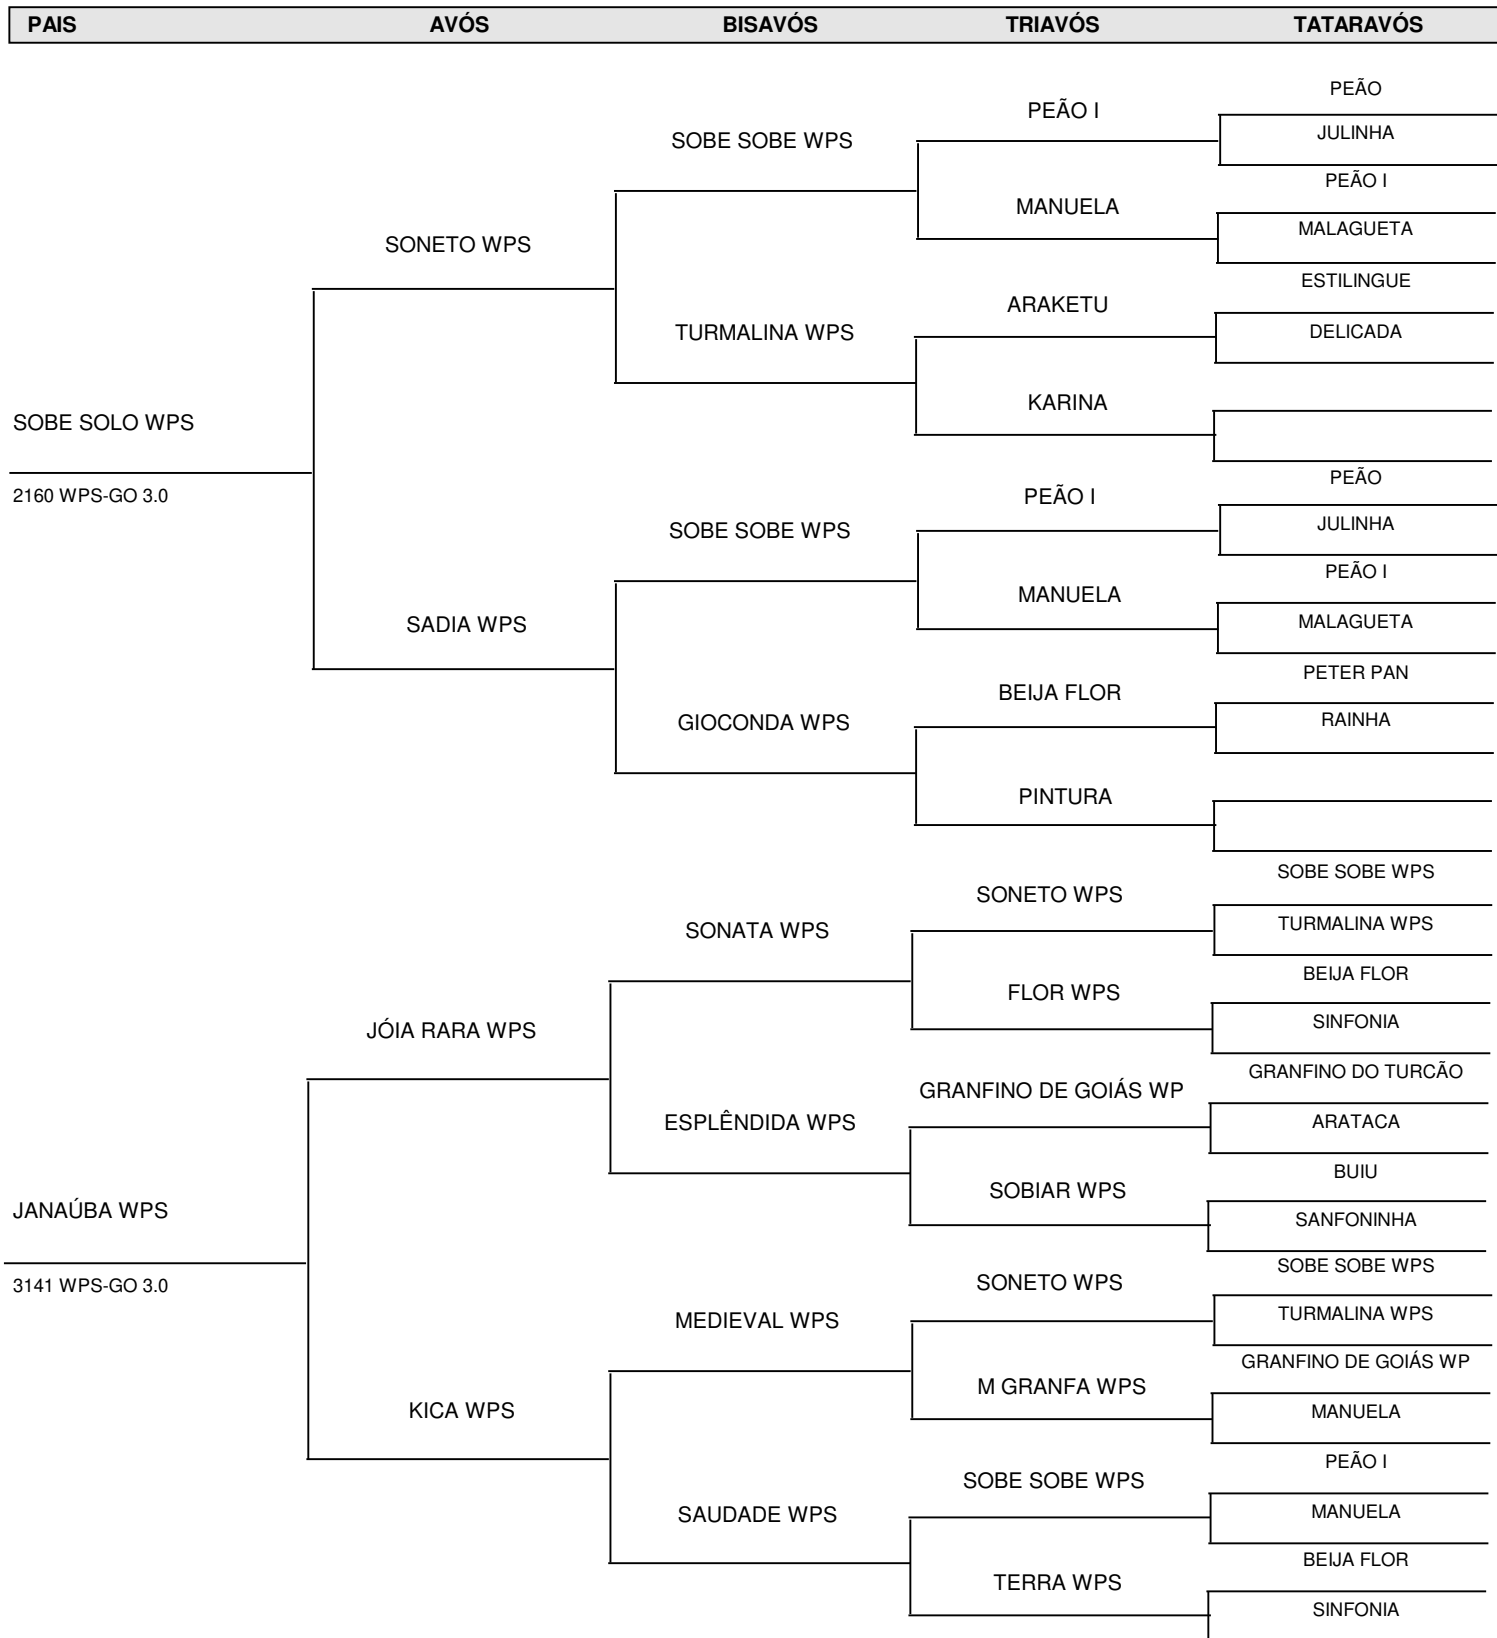 PAIS AVÓS BISAVÓS TRIAVÓS TATARAVÓS
PEÃO
PEÃO I
JULINHA
SOBE SOBE WPS
PEÃO I
MANUELA
MALAGUETA
SONETO WPS
ESTILINGUE
ARAKETU
DELICADA
TURMALINA WPS
KARINA
SOBE SOLO WPS
2160 WPS-GO 3.0
PEÃO
PEÃO I
JULINHA
SOBE SOBE WPS
PEÃO I
MANUELA
MALAGUETA
SADIA WPS
PETER PAN
BEIJA FLOR
RAINHA
GIOCONDA WPS
PINTURA
SOBE SOBE WPS
SONETO WPS
TURMALINA WPS
SONATA WPS
BEIJA FLOR
FLOR WPS
SINFONIA
JÓIA RARA WPS
GRANFINO DO TURCÃO
GRANFINO DE GOIÁS WP
ARATACA
ESPLÊNDIDA WPS
BUIU
SOBIAR WPS
SANFONINHA
JANAÚBA WPS
3141 WPS-GO 3.0
SOBE SOBE WPS
SONETO WPS
TURMALINA WPS
MEDIEVAL WPS
GRANFINO DE GOIÁS WP
M GRANFA WPS
MANUELA
KICA WPS
PEÃO I
SOBE SOBE WPS
MANUELA
SAUDADE WPS
BEIJA FLOR
TERRA WPS
SINFONIA